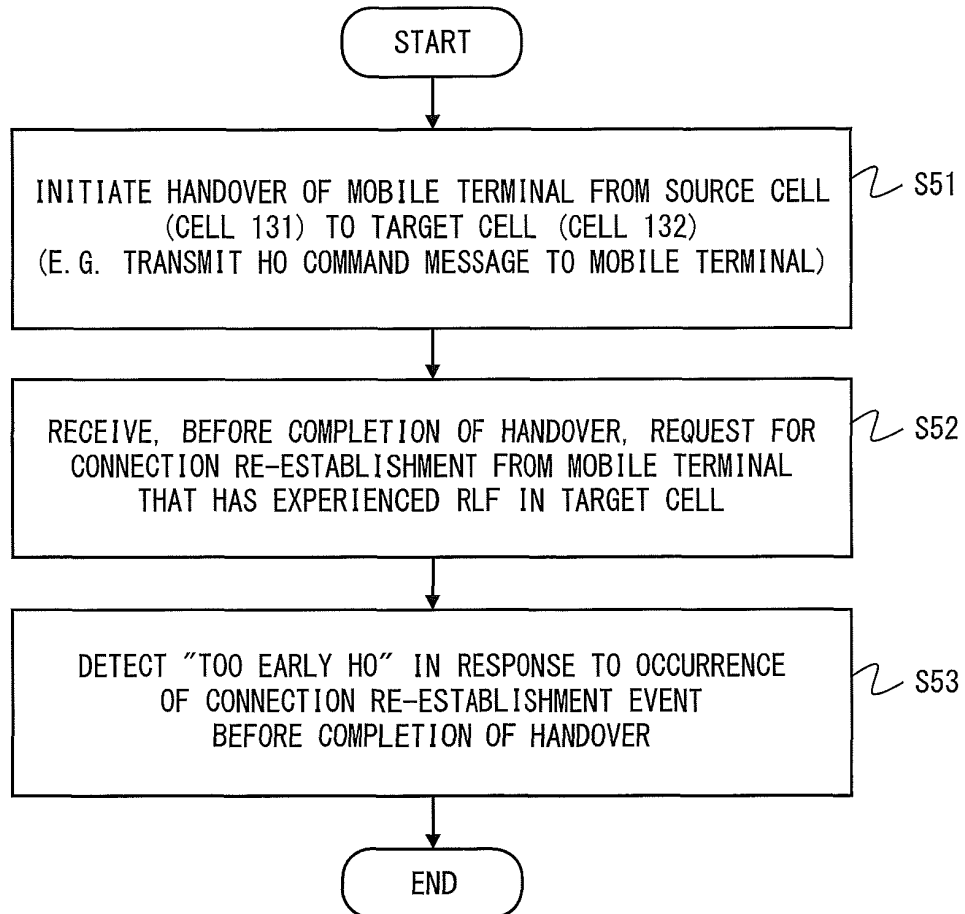 START
INITIATE HANDOVER OF MOBILE TERMINAL FROM SOURCE CELL
(CELL 131) TO TARGET CELL (CELL 132)
(E.G. TRANSMIT HO COMMAND MESSAGE TO MOBILE TERMINAL)
S51
RECEIVE, BEFORE COMPLETION OF HANDOVER, REQUEST FOR
CONNECTION RE-ESTABLISHMENT FROM MOBILE TERMINAL
THAT HAS EXPERIENCED RLF IN TARGET CELL
S52
DETECT "TOO EARLY HO" IN RESPONSE TO OCCURRENCE
OF CONNECTION RE-ESTABLISHMENT EVENT
BEFORE COMPLETION OF HANDOVER
S53
END